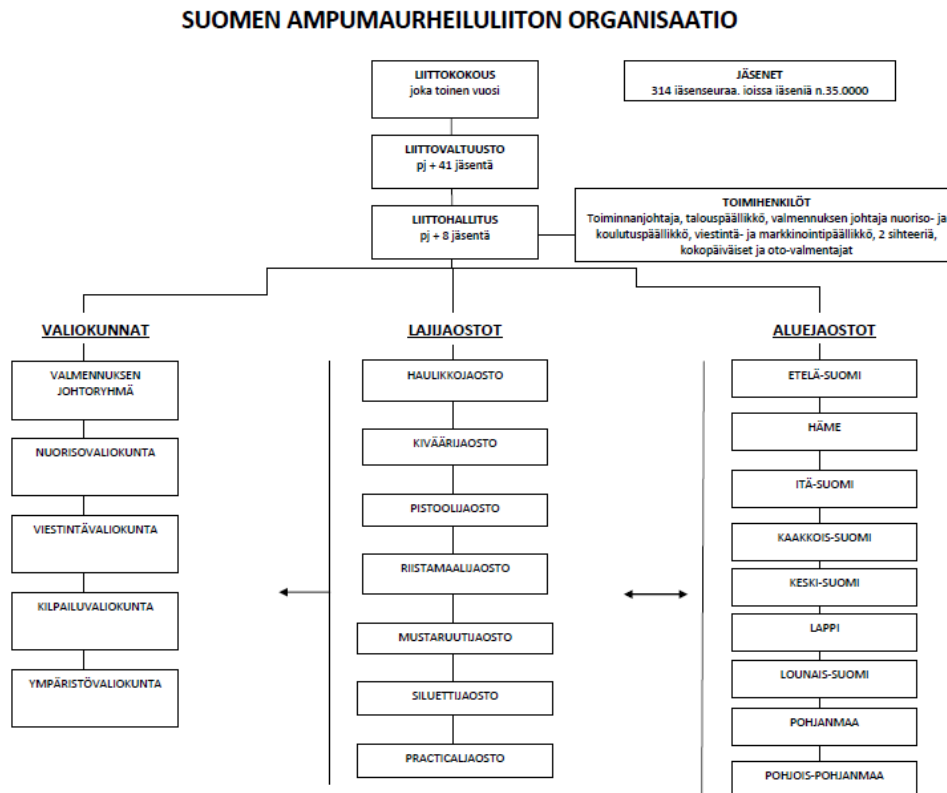 SUOMEN AMPUMAURHEILULIITON ORGANISAATIO
LIITTOKOKOUS
joka toinen vuosi
JÄSENET
314 jäsenseuraa. joissa jäseniä n.35.0000
LIITTOVALTUUSTO
pj + 41 jäsentä
LIITTOHALLITUS
pj + 8 jäsentä
TOIMIHENKILÖT
Toiminnanjohtaja, talouspäällikkö, valmennuksen johtaja nuoriso- ja
koulutuspäällikkö, viestintä- ja markkinointipäällikkö, 2 sihteeriä,
kokopäiväiset ja oto-valmentajat
VALIOKUNNAT
VALMENNUKSEN
JOHTORYHMÄ
NUORISOVALIOKUNTA
VIESTINTÄVALIOKUNTA
KILPAILUVALIOKUNTA
YMPÄRISTÖVALIOKUNTA
LAJIJAOSTOT
HAULIKKOJAOSTO
KIVÄÄRIJAOSTO
PISTOOLIJAOSTO
RIISTAMAALIJAOSTO
MUSTARUUTIJAOSTO
SILUETTIJAOSTO
PRACTICALJAOSTO
ALUEJAOSTOT
ETELÄ-SUOMI
HÄME
ITÄ-SUOMI
KAAKKOIS-SUOMI
KESKI-SUOMI
LAPPI
LOUNAIS-SUOMI
POHJANMAA
POHJOIS-POHJANMAA